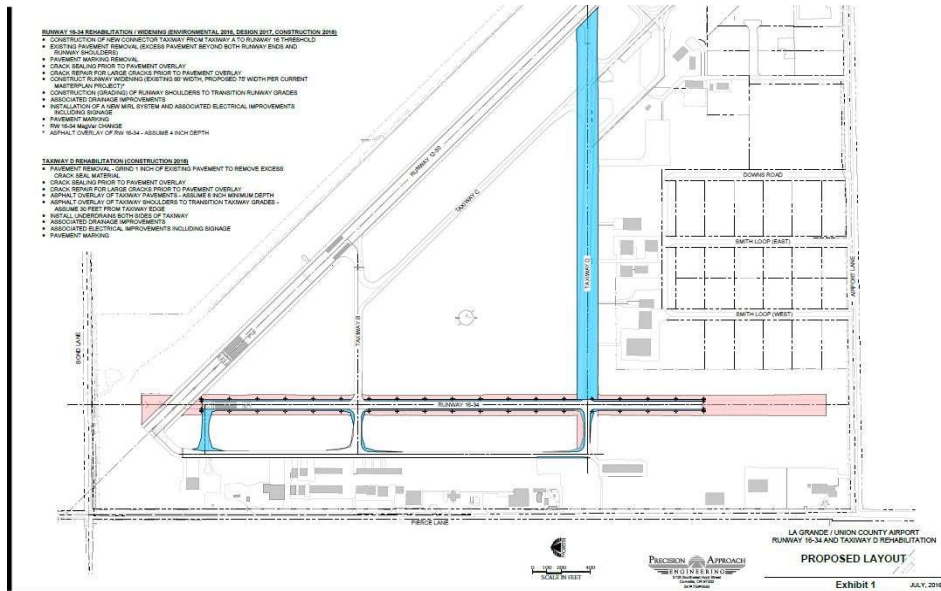 RUNWAY 16-34 REHABILITATION / WIDENING (ENVIRONMENTAL 2016, DESIGN 2017, CONSTRUCTION 2018)
CONSTRUCTION OF NEW CONNECTOR TAXIWAY FROM TAXIWAY A TO RUNWAY 16 THRESHOLD
EXISTING PAVEMENT REMOVAL (EXCESS PAVEMENT BEYOND BOTH RUNWAY ENDS AND
RUNWAY SHOULDERS)
PAVEMENT MARKING REMOVAL
CRACK SEALING PRIOR TO PAVEMENT OVERLAY
CRACK REPAIR FOR LARGE CRACKS PRIOR TO PAVEMENT OVERLAY
CONSTRUCT RUNWAY WIDENING (EXISTING 60' WIDTH, PROPOSED 75' WIDTH PER CURRENT
MASTERPLAN PROJECT)*
CONSTRUCTION (GRADING) OF RUNWAY SHOULDERS TO TRANSITION RUNWAY GRADES
ASSOCIATED DRAINAGE IMPROVEMENTS
INSTALLATION OF A NEW MIRL SYSTEM AND ASSOCIATED ELECTRICAL IMPROVEMENTS
INCLUDING SIGNAGE
PAVEMENT MARKING
* RW 16-34 MagVar CHANGE
* ASPHALT OVERLAY OF RW 16-34 - ASSUME 4 INCH DEPTH
TAXIWAY D REHABILITATION (CONSTRUCTION 2018)
PAVEMENT REMOVAL - GRIND 1 INCH OF EXISTING PAVEMENT TO REMOVE EXCESS
CRACK SEAL MATERIAL
CRACK SEALING PRIOR TO PAVEMENT OVERLAY
CRACK REPAIR FOR LARGE CRACKS PRIOR TO PAVEMENT OVERLAY
ASPHALT OVERLAY OF TAXIWAY PAVEMENTS - ASSUME 6 INCH MINIMUM DEPTH
ASPHALT OVERLAY OF TAXIWAY SHOULDERS TO TRANSITION TAXIWAY GRADES -
ASSUME 30 FEET FROM TAXIWAY EDGE
INSTALL UNDERDRAINS BOTH SIDES OF TAXIWAY
ASSOCIATED DRAINAGE IMPROVEMENTS
ASSOCIATED ELECTRICAL IMPROVEMENTS INCLUDING SIGNAGE
PAVEMENT MARKING
RUNWAY 12-30
TAXIWAY C
TAXIWAY D
TAXIWAY B
DOWNS ROAD
SMITH LOOP (EAST)
SMITH LOOP (WEST)
AIRPORT LANE
BOND LANE
RUNWAY 16-34
PIERCE LANE
NORTH
0 100 200 400
SCALE IN FEET
PRECISION APPROACH
ENGINEERING
LA GRANDE / UNION COUNTY AIRPORT
RUNWAY 16-34 AND TAXIWAY D REHABILITATION
PROPOSED LAYOUT
Exhibit 1
JULY, 2016